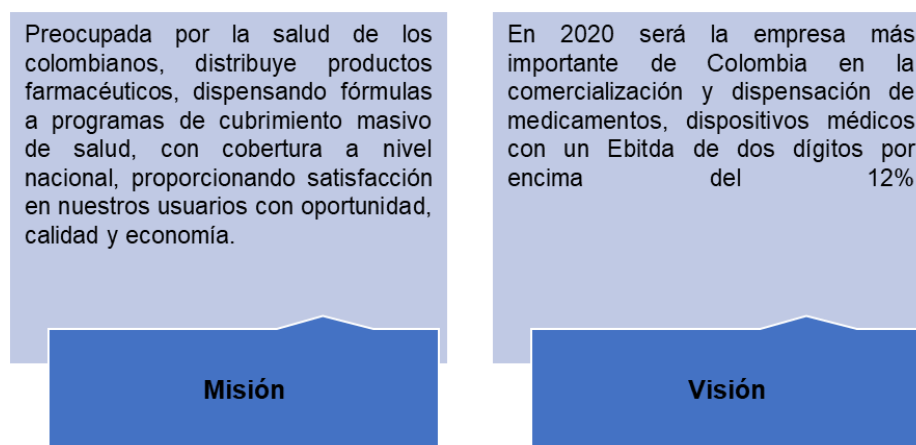 Preocupada por la salud de los
colombianos, distribuye productos
farmacéuticos, dispensando fórmulas
a programas de cubrimiento masivo
de salud, con cobertura a nivel
nacional, proporcionando satisfacción
en nuestros usuarios con oportunidad,
calidad y economía.
Misión
En 2020 será la empresa más
importante de Colombia en la
comercialización y dispensación de
medicamentos, dispositivos médicos
con un Ebitda de dos dígitos por
encima del 12%
Visión